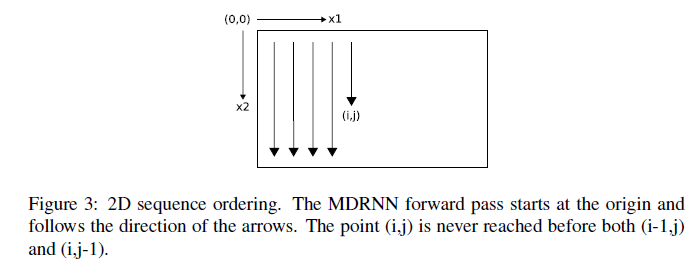 (0,0) x1
x2
(i,j)
Figure 3: 2D sequence ordering. The MDRNN forward pass starts at the origin and
follows the direction of the arrows. The point (i,j) is never reached before both (i-1,j)
and (i,j-1).